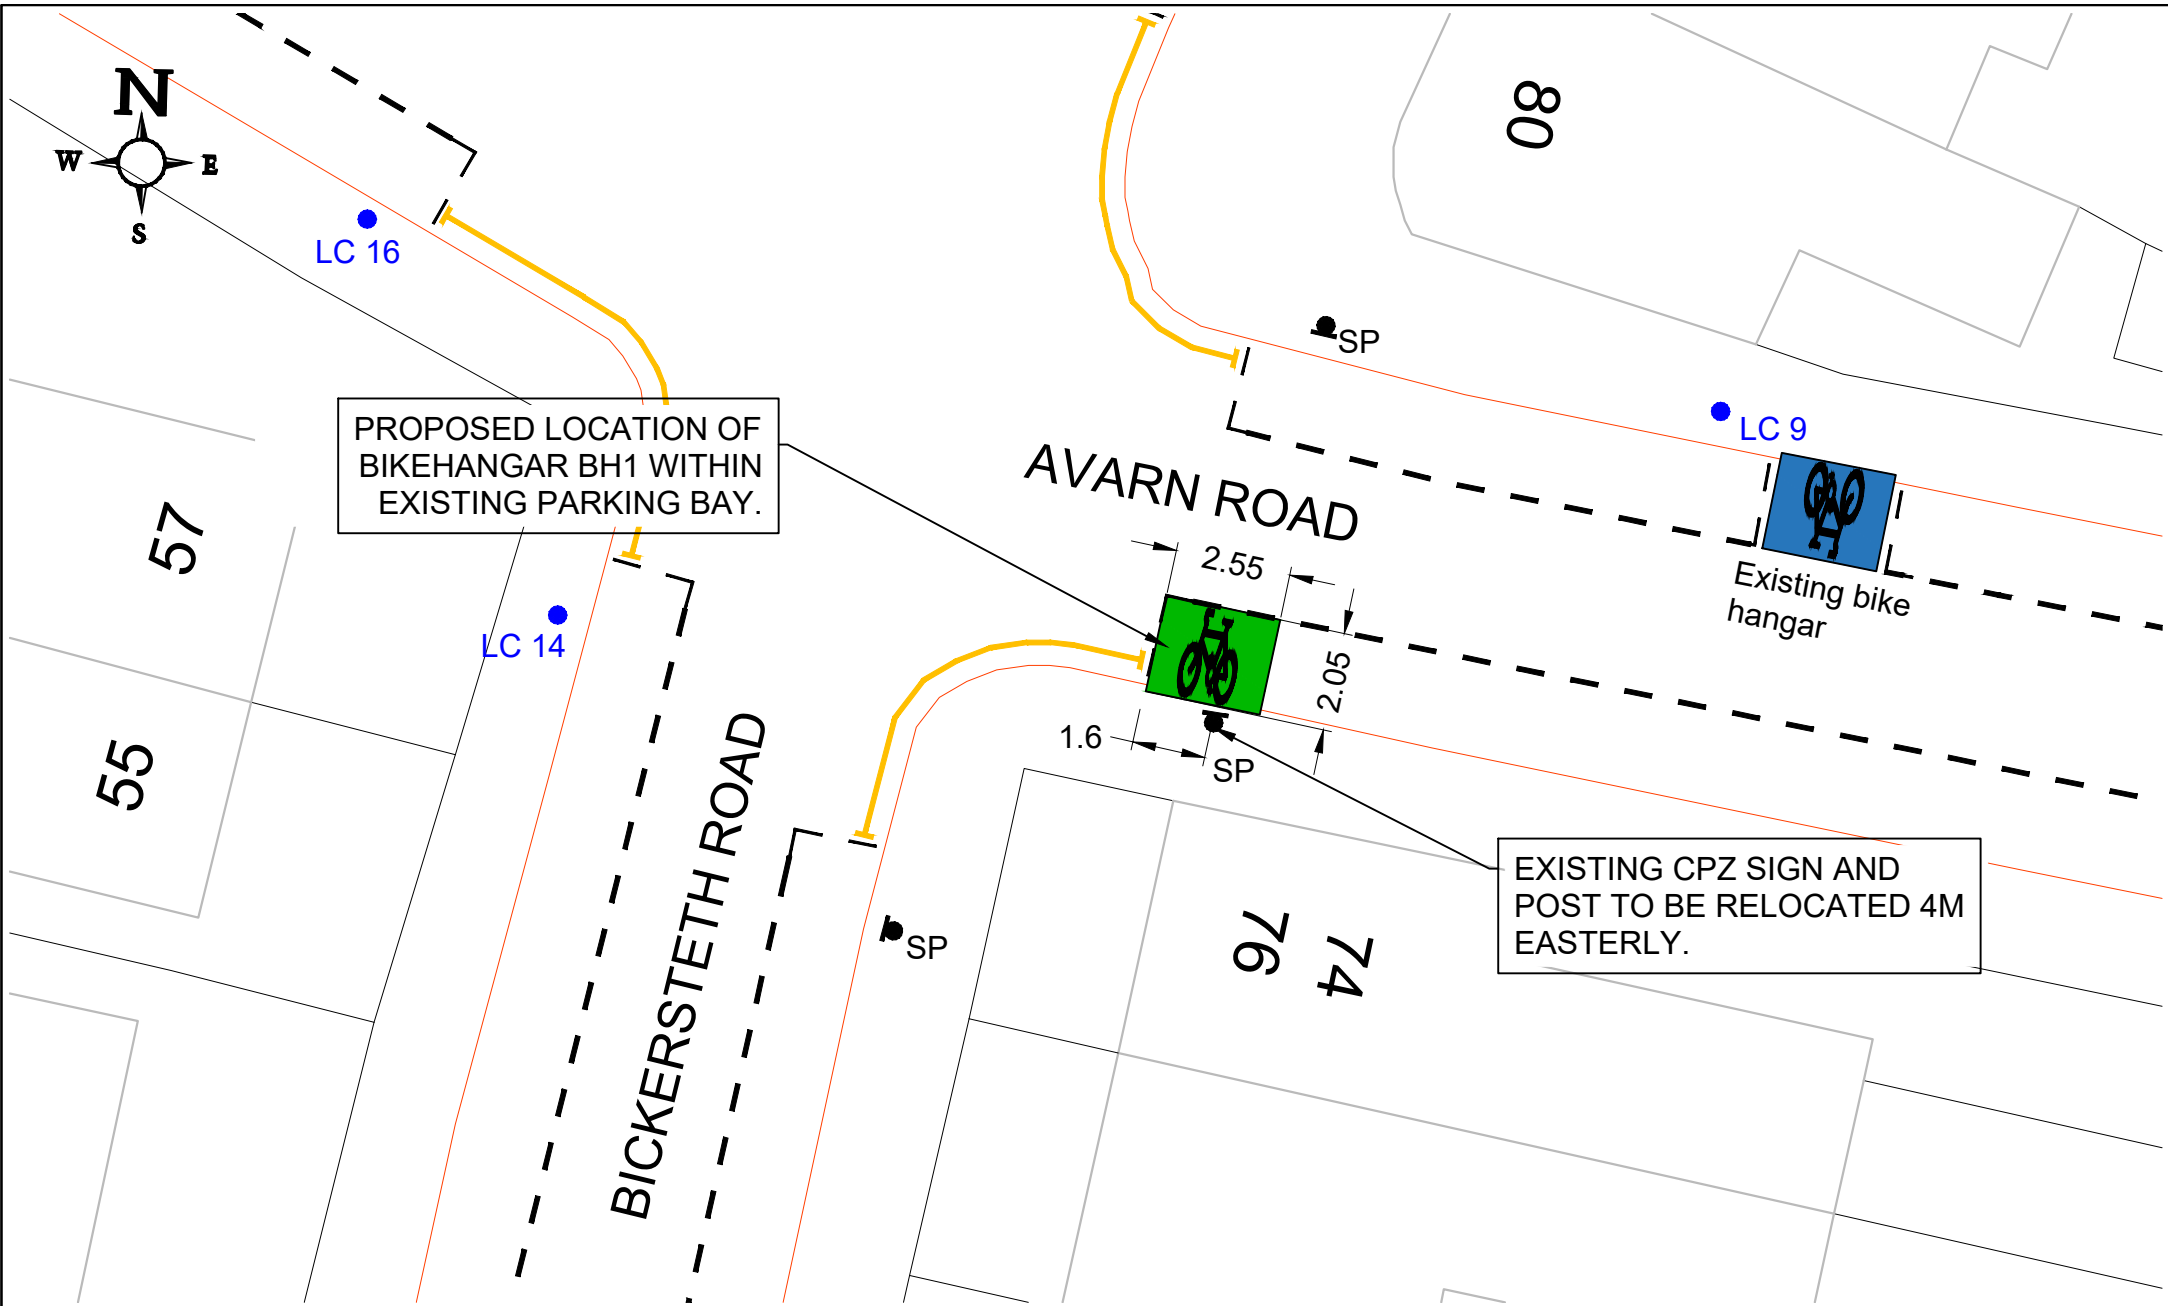 N
W
E
S
LC 16
80
SP
LC 9
PROPOSED LOCATION OF
BIKEHANGAR BH1 WITHIN
EXISTING PARKING BAY.
AVARN ROAD
57
2.55
Existing bike
hangar
LC 14
2.05
1.6
SP
55
BICKERSTETH ROAD
EXISTING CPZ SIGN AND
POST TO BE RELOCATED 4M
EASTERLY.
SP
76
74